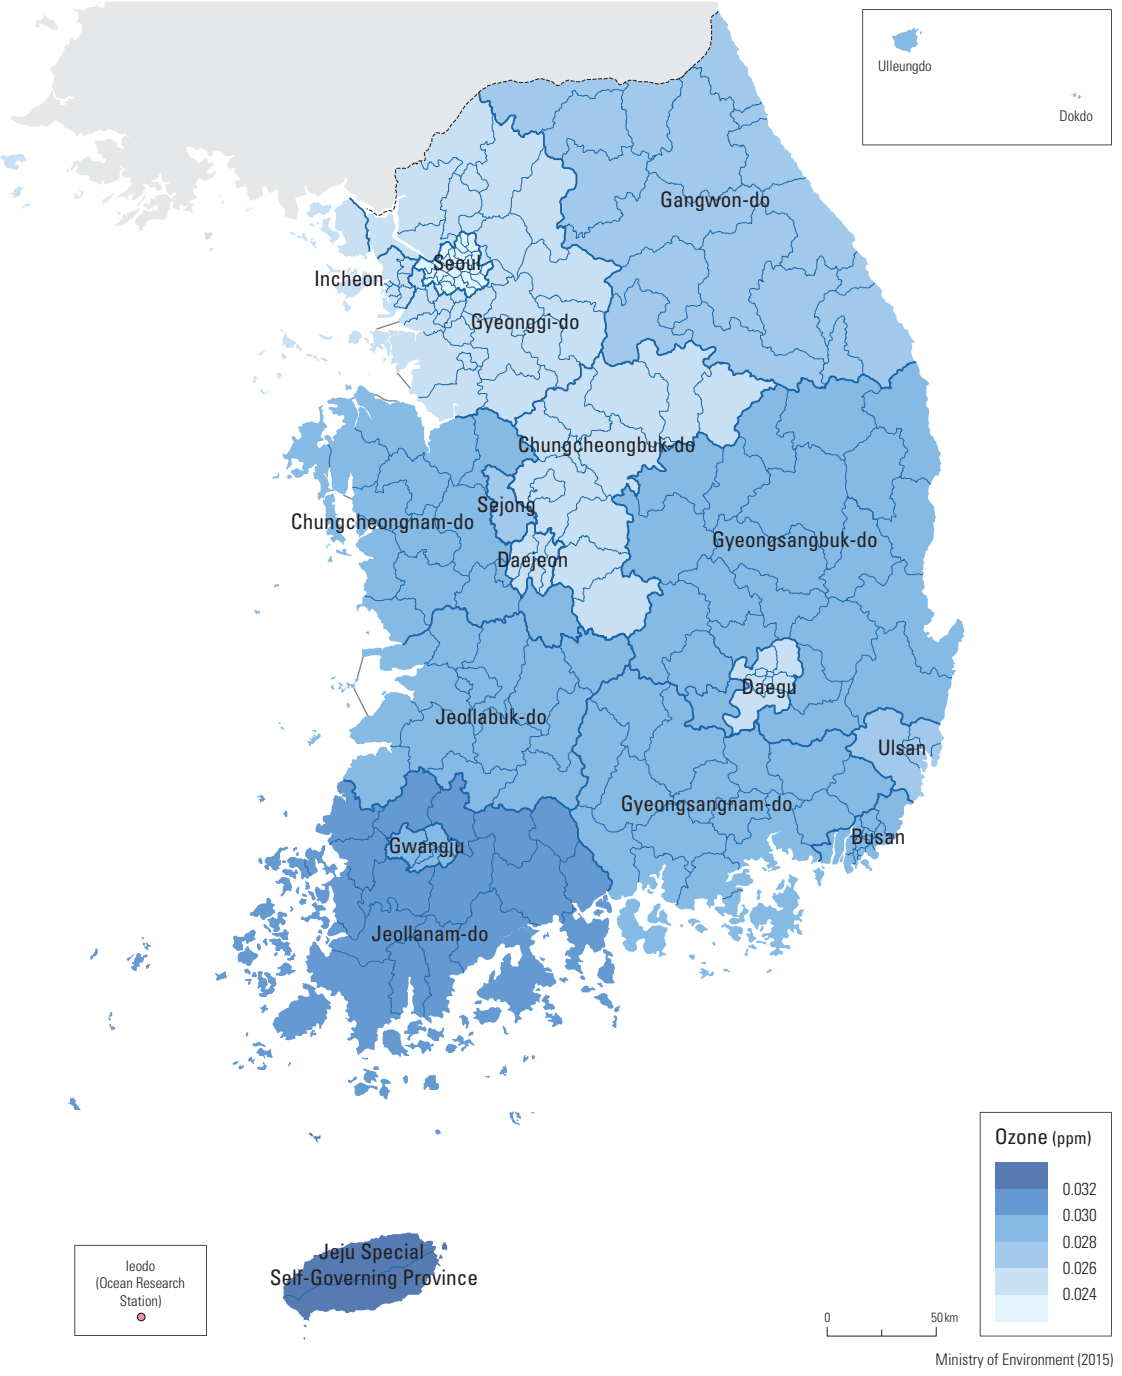 Ulleungdo
Dokdo
Gangwon-do
Seoul
Incheon
Gyeonggi-do
Chungcheongbuk-do
Sejong
Chungcheongnam-do
Gyeongsangbuk-do
Daejeon
Daegu
Jeollabuk-do
Ulsan
Gyeongsangnam-do
Busan
Gwangju
Jeollanam-do
Ozone (ppm)
0.032
0.030
0.028
0.026
0.024
Jeju Special
Self-Governing Province
Ieodo
(Ocean Research
Station)
0 50 km
Ministry of Environment (2015)